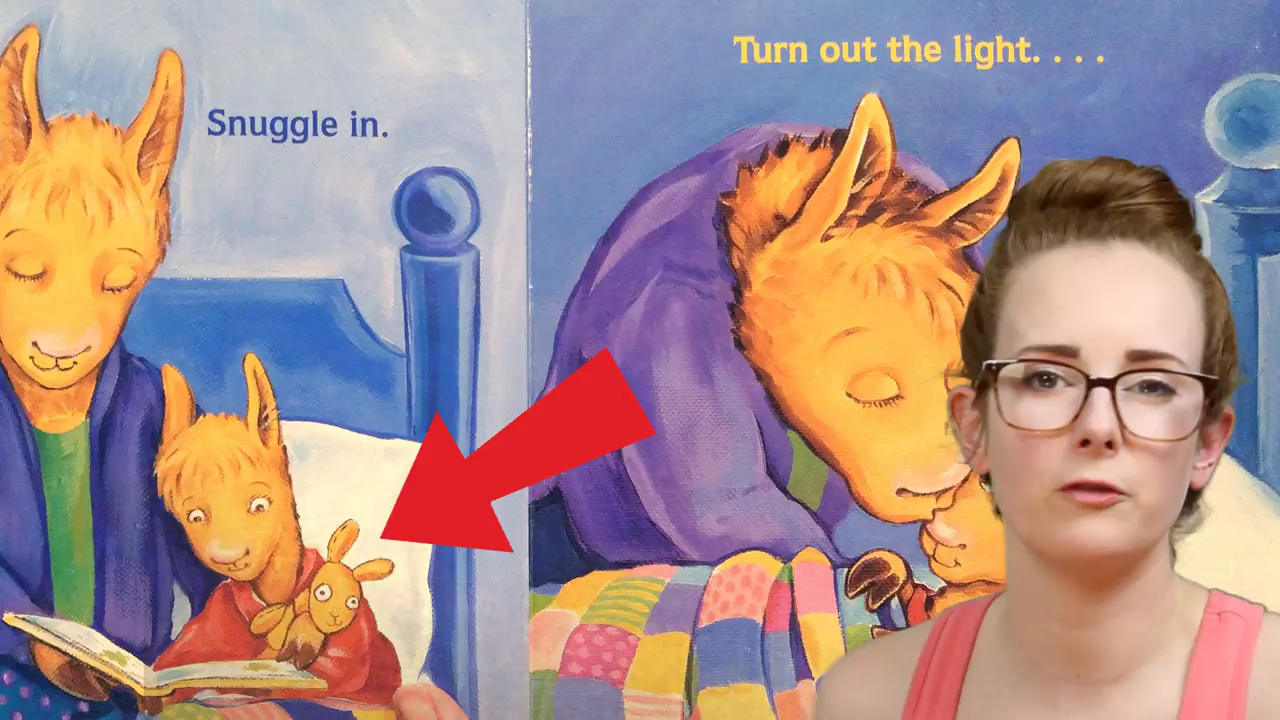 Snuggle in.
Turn out the light. . . .